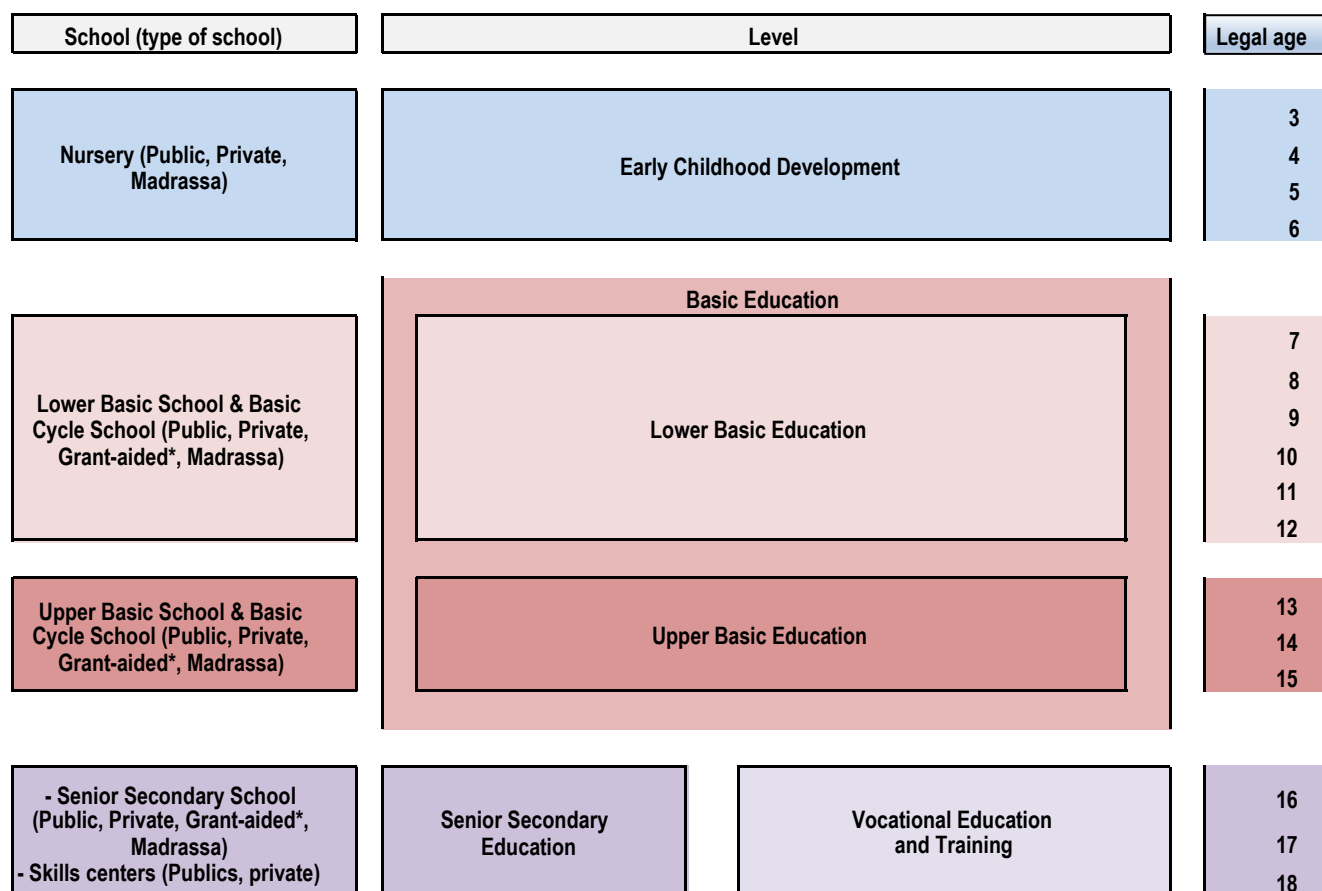 School (type of school)
Level
Legal age
Nursery (Public, Private,
Madrassa)
Early Childhood Development
3
4
5
6
Basic Education
Lower Basic School & Basic
Cycle School (Public, Private,
Grant-aided*, Madrassa)
Lower Basic Education
7
8
9
10
11
12
Upper Basic School & Basic
Cycle School (Public, Private,
Grant-aided*, Madrassa)
Upper Basic Education
13
14
15
- Senior Secondary School
(Public, Private, Grant-aided*,
Madrassa)
- Skills centers (Publics, private)
Senior Secondary
Education
Vocational Education
and Training
16
17
18